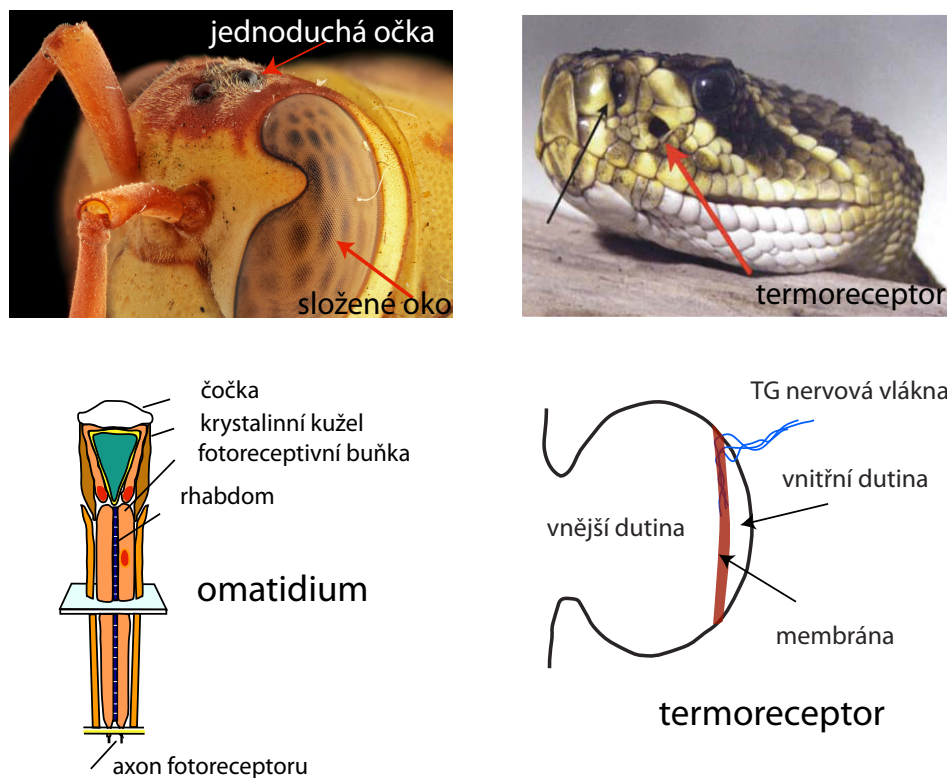 jednoduchá očka
složené oko
termoreceptor
čočka
krystalinní kužel
fotoreceptivní buňka
rhabdom
omatidium
axon fotoreceptoru
TG nervová vlákna
vnitřní dutina
vnější dutina
membrána
termoreceptor